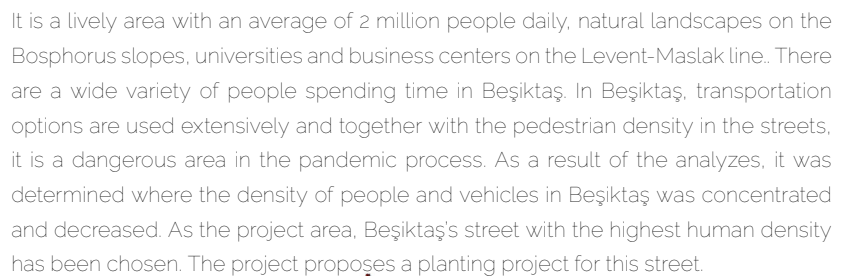 It is a lively area with an average of 2 million people daily, natural landscapes on the
Bosphorus slopes, universities and business centers on the Levent-Maslak line.. There
are a wide variety of people spending time in Beşiktaş. In Beşiktaş, transportation
options are used extensively and together with the pedestrian density in the streets,
it is a dangerous area in the pandemic process. As a result of the analyzes, it was
determined where the density of people and vehicles in Beşiktaş was concentrated
and decreased. As the project area, Beşiktaş's street with the highest human density
has been chosen. The project proposes a planting project for this street.